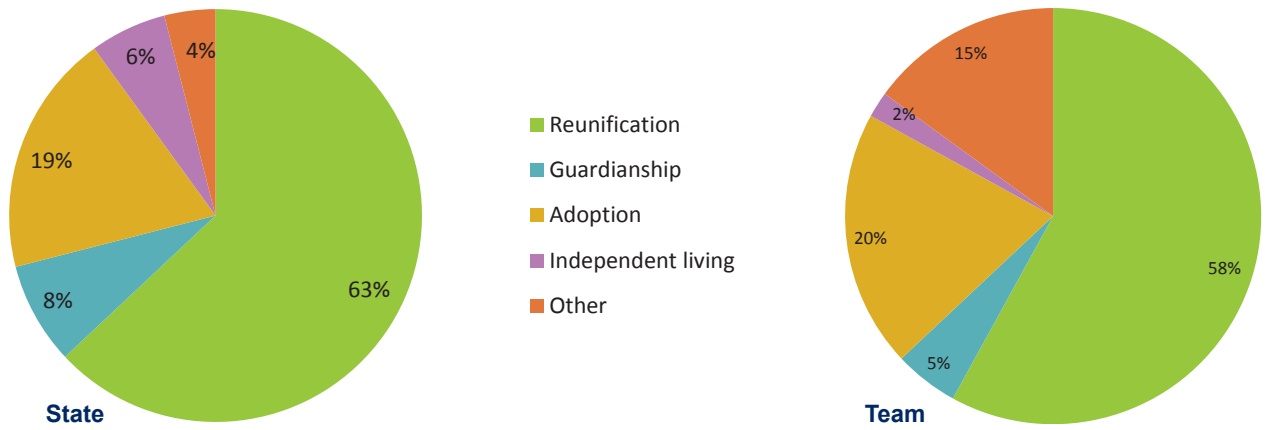 4%
6%
19%
8%
63%
State
Reunification
Guardianship
Adoption
Independent living
Other
15%
2%
20%
5%
58%
Team